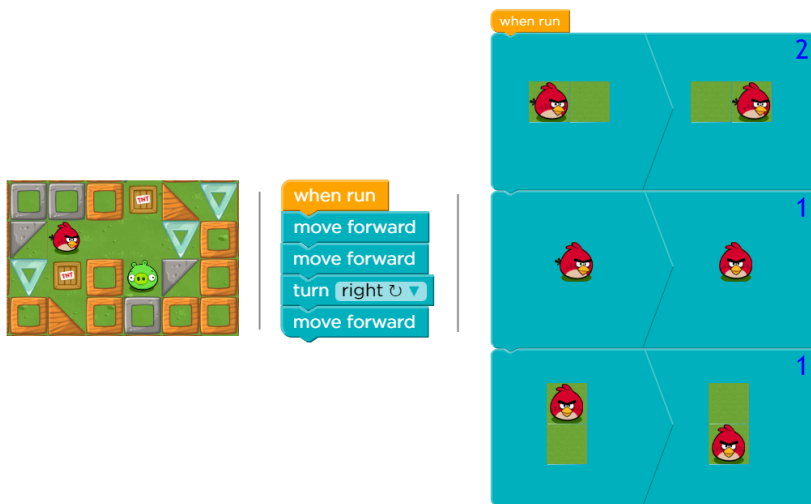 TNT
TNT
when run
move forward
move forward
turn right ↻ ▼
move forward
when run
2
1
1